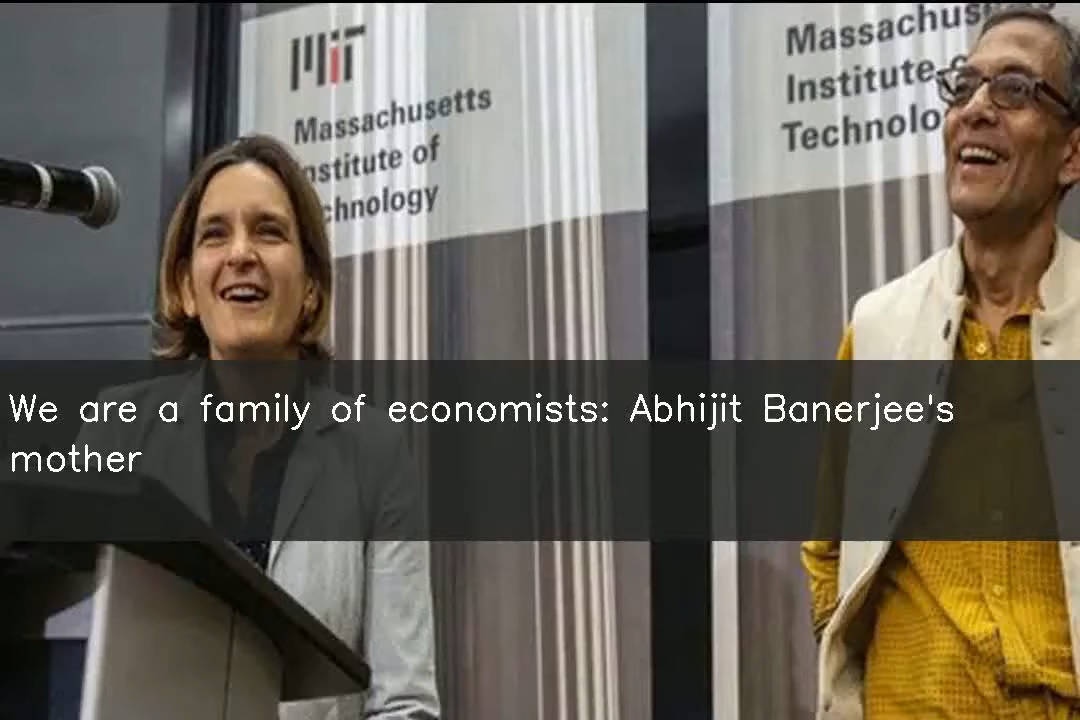 MIT
Massachusetts
Institute of
Technology
Massachus
Institute
Technolo
We are a family of economists: Abhijit Banerjee's
mother